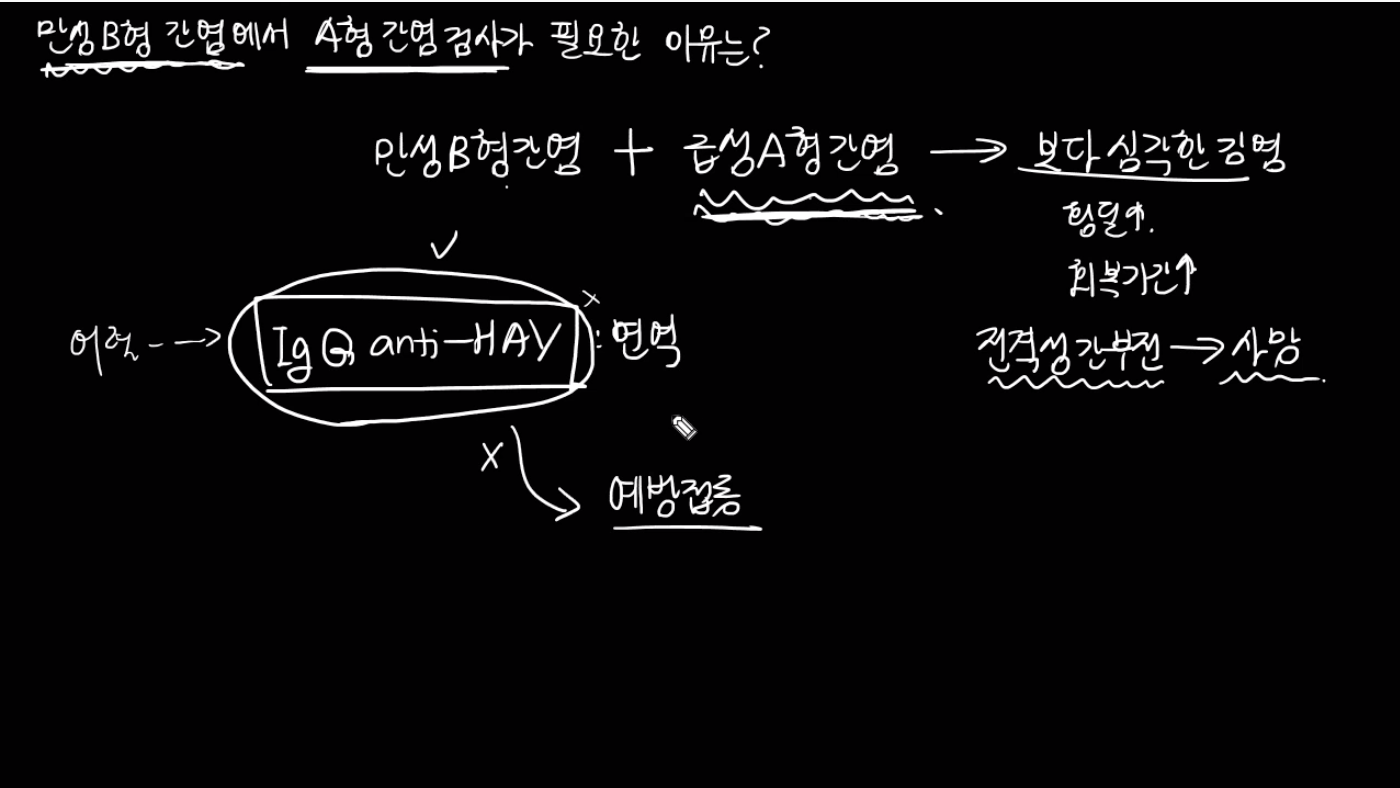 만성B형 간염에서 A형 간염 검사가 필요한 이유는?
만성B형간염 + 급성A형간염 → 보다 심각한 감염
황달↑.
회복기간↑
전격성 간부전 → 사망
✓
IgG anti-HAV : 면역
x
X
예방접종